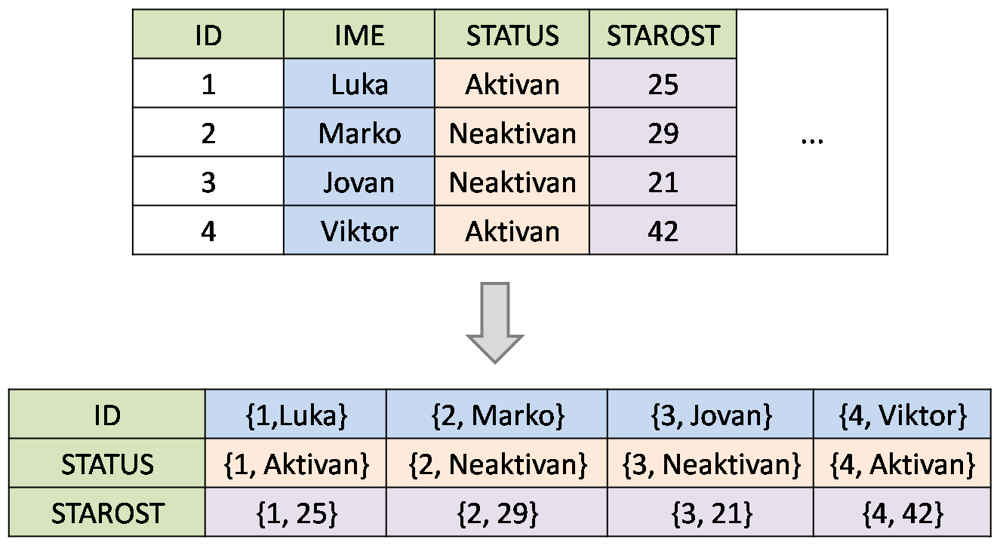 ID IME STATUS STAROST
1 Luka Aktivan 25
2 Marko Neaktivan 29 ...
3 Jovan Neaktivan 21
4 Viktor Aktivan 42
ID {1,Luka} {2, Marko} {3, Jovan} {4, Viktor}
STATUS {1, Aktivan} {2, Neaktivan} {3, Neaktivan} {4, Aktivan}
STAROST {1, 25} {2, 29} {3, 21} {4, 42}